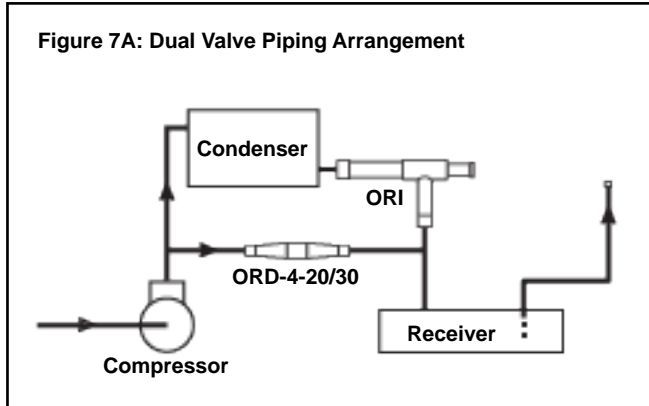 Figure 7A: Dual Valve Piping Arrangement
Condenser
ORI
ORD-4-20/30
Receiver
Compressor